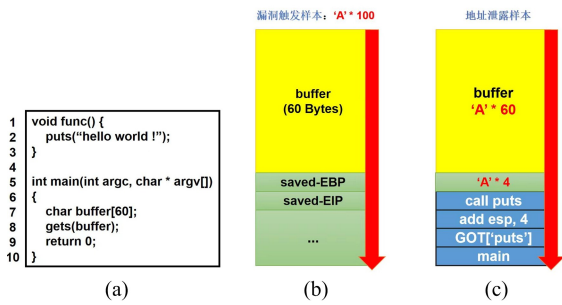 漏洞触发样本：‘A’ * 100
地址泄露样本
1 void func() {
2 puts(“hello world !”);
3 }
4
5 int main(int argc, char * argv[])
6 {
7 char buffer[60];
8 gets(buffer);
9 return 0;
10 }
(a)
buffer
(60 Bytes)
saved-EBP
saved-EIP
...
(b)
buffer
‘A’ * 60
‘A’ * 4
call puts
add esp, 4
GOT[‘puts’]
main
(c)